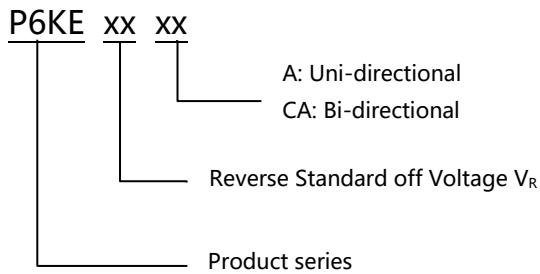 P6KE xx xx
A: Uni-directional
CA: Bi-directional
Reverse Standard off Voltage VR
Product series